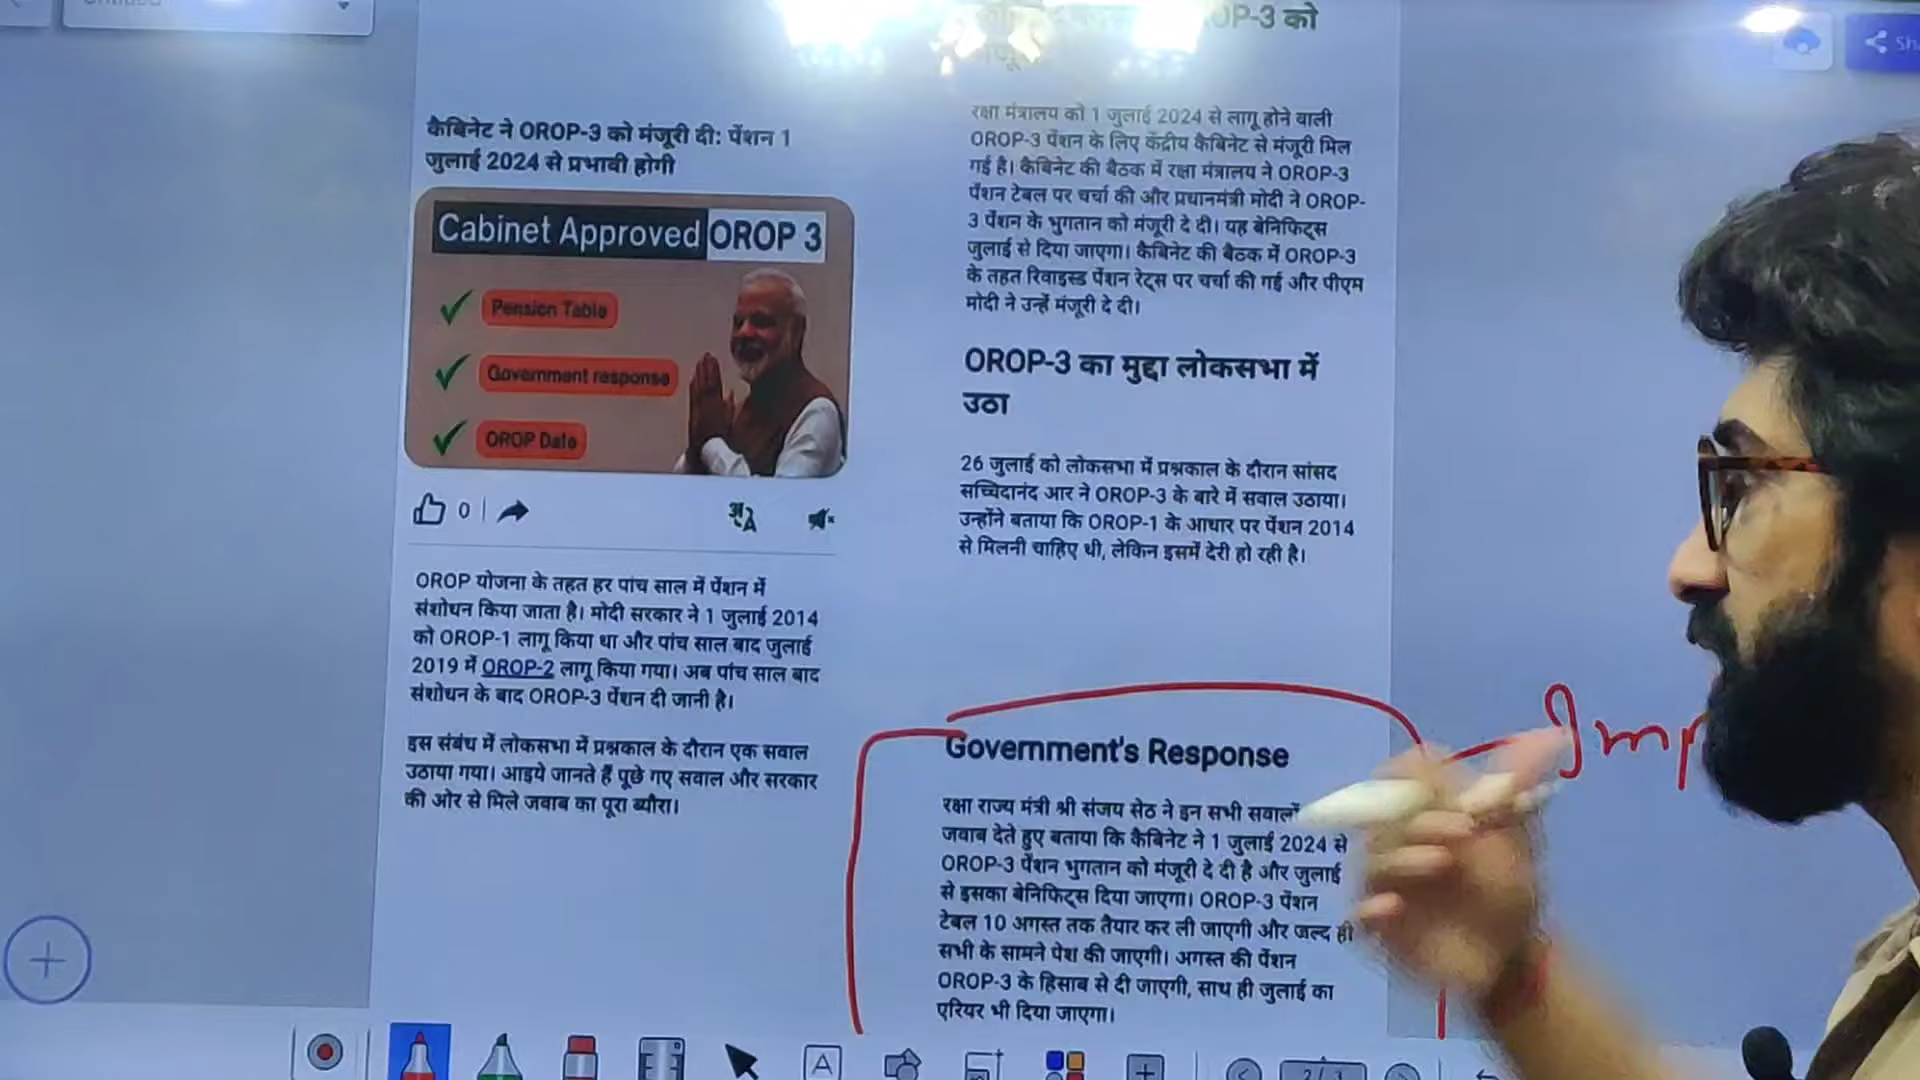 कैबिनेट ने OROP-3 को मंजूरी दी: पेंशन 1
जुलाई 2024 से प्रभावी होगी
Cabinet Approved OROP 3
Pension Table
Government response
OROP Date
0
OROP योजना के तहत हर पांच साल में पेंशन में
संशोधन किया जाता है। मोदी सरकार ने 1 जुलाई 2014
को OROP-1 लागू किया था और पांच साल बाद जुलाई
2019 में OROP-2 लागू किया गया। अब पांच साल बाद
संशोधन के बाद OROP-3 पेंशन दी जानी है।
इस संबंध में लोकसभा में प्रश्नकाल के दौरान एक सवाल
उठाया गया। आइये जानते हैं पूछे गए सवाल और सरकार
की ओर से मिले जवाब का पूरा ब्यौरा।
OROP-3 को
रक्षा मंत्रालय को 1 जुलाई 2024 से लागू होने वाली
OROP-3 पेंशन के लिए केंद्रीय कैबिनेट से मंजूरी मिल
गई है। कैबिनेट की बैठक में रक्षा मंत्रालय ने OROP-3
पेंशन टेबल पर चर्चा की और प्रधानमंत्री मोदी ने OROP-
3 पेंशन के भुगतान को मंजूरी दे दी। यह बेनिफिट्स
जुलाई से दिया जाएगा। कैबिनेट की बैठक में OROP-3
के तहत रिवाइस्ड पेंशन रेट्स पर चर्चा की गई और पीएम
मोदी ने उन्हें मंजूरी दे दी।
OROP-3 का मुद्दा लोकसभा में
उठा
26 जुलाई को लोकसभा में प्रश्नकाल के दौरान सांसद
सच्चिदानंद आर ने OROP-3 के बारे में सवाल उठाया।
उन्होंने बताया कि OROP-1 के आधार पर पेंशन 2014
से मिलनी चाहिए थी, लेकिन इसमें देरी हो रही है।
Government's Response
रक्षा राज्य मंत्री श्री संजय सेठ ने इन सभी सवालों
जवाब देते हुए बताया कि कैबिनेट ने 1 जुलाई 2024 से
OROP-3 पेंशन भुगतान को मंजूरी दे दी है और जुलाई
से इसका बेनिफिट्स दिया जाएगा। OROP-3 पेंशन
टेबल 10 अगस्त तक तैयार कर ली जाएगी और जल्द ही
सभी के सामने पेश की जाएगी। अगस्त की पेंशन
OROP-3 के हिसाब से दी जाएगी, साथ ही जुलाई का
एरियर भी दिया जाएगा।
Imp